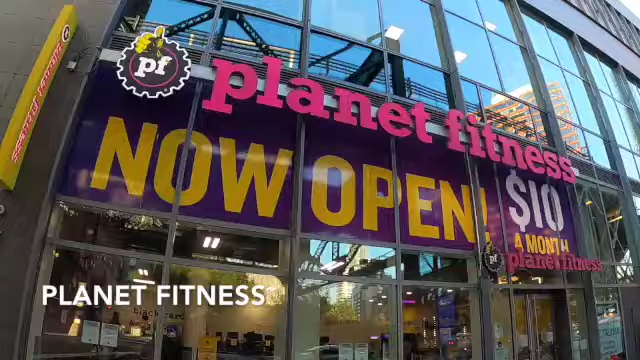 pf
planet fitness
NOW OPEN!
$10
A MONTH
planet fitness
PLANET FITNESS